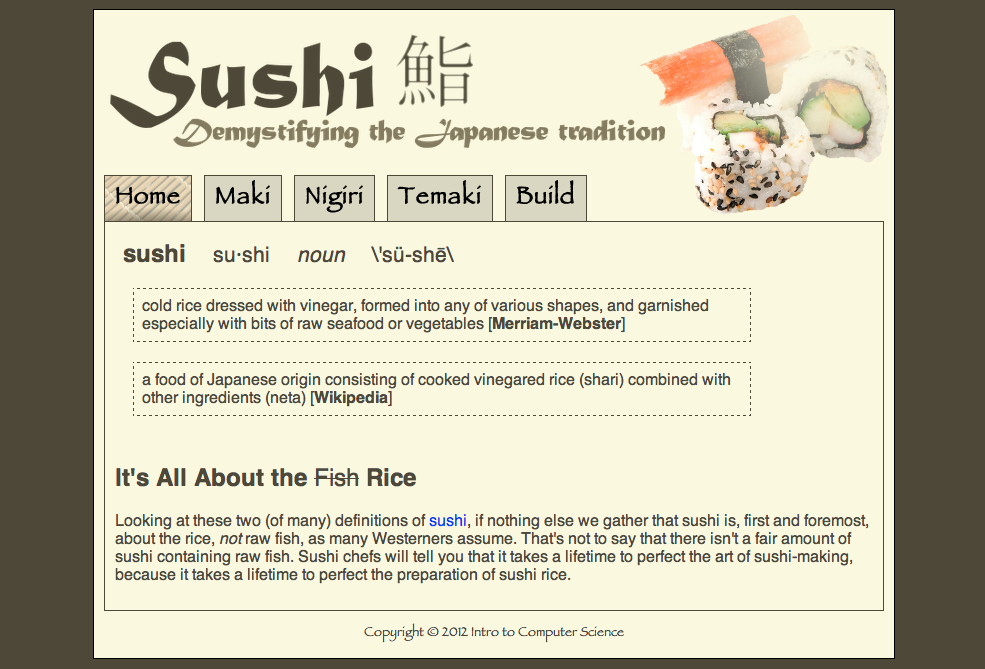 Sushi 鮨
Demystifying the Japanese tradition
Home Maki Nigiri Temaki Build
sushi su·shi noun \'sü-shē\
cold rice dressed with vinegar, formed into any of various shapes, and garnished
especially with bits of raw seafood or vegetables [Merriam-Webster]
a food of Japanese origin consisting of cooked vinegared rice (shari) combined with
other ingredients (neta) [Wikipedia]
It's All About the Fish Rice
Looking at these two (of many) definitions of sushi, if nothing else we gather that sushi is, first and foremost,
about the rice, not raw fish, as many Westerners assume. That's not to say that there isn't a fair amount of
sushi containing raw fish. Sushi chefs will tell you that it takes a lifetime to perfect the art of sushi-making,
because it takes a lifetime to perfect the preparation of sushi rice.
Copyright © 2012 Intro to Computer Science